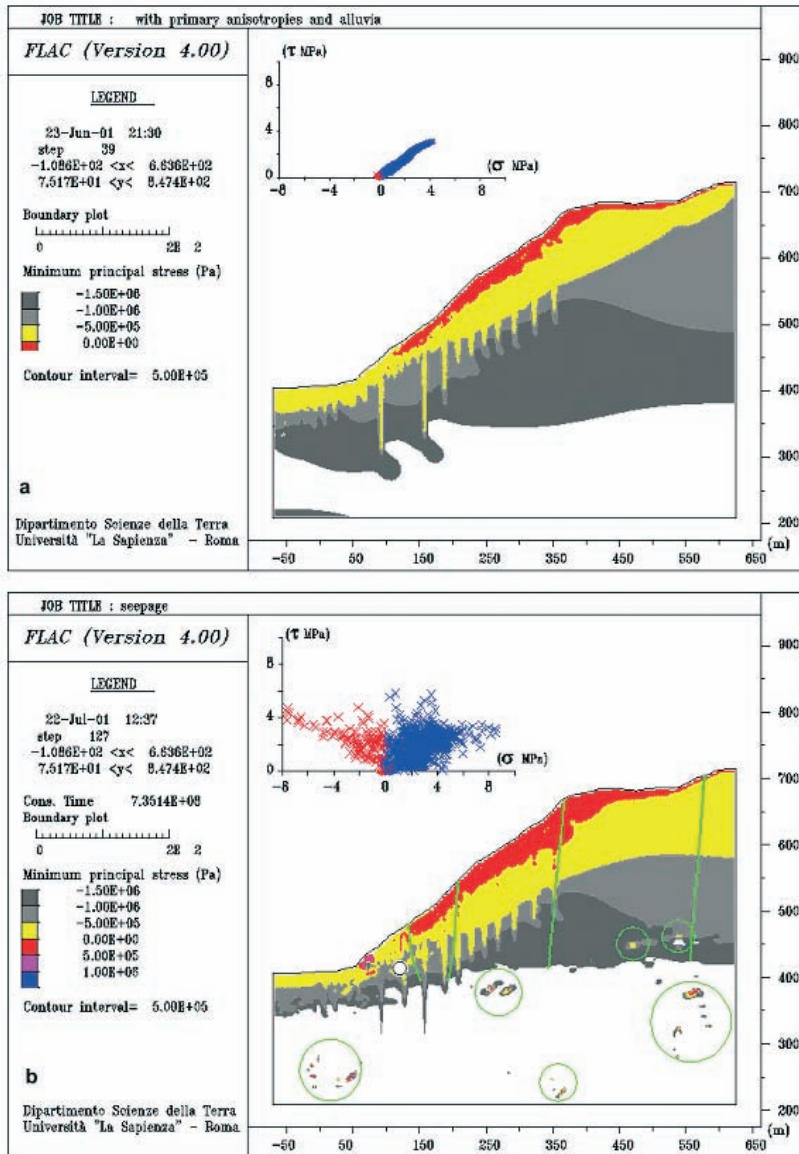 JOB TITLE : with primary anisotropies and alluvia
FLAC (Version 4.00)
LEGEND
23-Jun-01 21:30
step 39
-1.086E+02 <x< 6.636E+02
7.517E+01 <y< 8.474E+02
Boundary plot
0 2E 2
Minimum principal stress (Pa)
-1.50E+06
-1.00E+06
-5.00E+05
0.00E+00
Contour interval= 5.00E+05
a
Dipartimento Scienze della Terra
Università "La Sapienza" - Roma
(τ MPa)
8
4
0
-8 -4 0 4 8
(σ MPa)
900
800
700
600
500
400
300
200
(m)
-50 50 150 250 350 450 550 650
JOB TITLE : seepage
FLAC (Version 4.00)
LEGEND
22-Jul-01 12:37
step 127
-1.086E+02 <x< 6.636E+02
7.517E+01 <y< 8.474E+02
Cons. Time 7.3514E+08
Boundary plot
0 2E 2
Minimum principal stress (Pa)
-1.50E+06
-1.00E+06
-5.00E+05
0.00E+00
5.00E+05
1.00E+06
Contour interval= 5.00E+05
b
Dipartimento Scienze della Terra
Università "La Sapienza" - Roma
(τ MPa)
8
4
0
-8 -4 0 4 8
(σ MPa)
900
800
700
600
500
400
300
200
(m)
-50 50 150 250 350 450 550 650